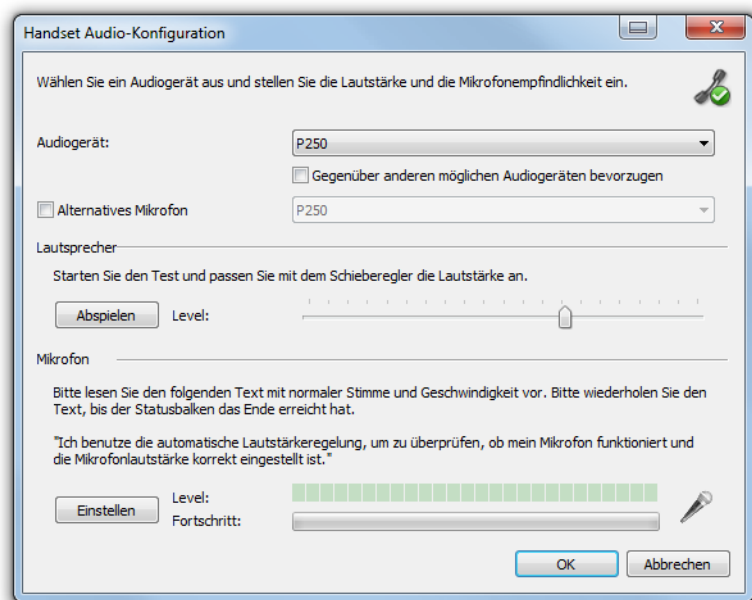 Handset Audio-Konfiguration
Wählen Sie ein Audiogerät aus und stellen Sie die Lautstärke und die Mikrofonempfindlichkeit ein.
Audiogerät:
P250
Gegenüber anderen möglichen Audiogeräten bevorzugen
Alternatives Mikrofon
P250
Lautsprecher
Starten Sie den Test und passen Sie mit dem Schieberegler die Lautstärke an.
Abspielen
Level:
Mikrofon
Bitte lesen Sie den folgenden Text mit normaler Stimme und Geschwindigkeit vor. Bitte wiederholen Sie den
Text, bis der Statusbalken das Ende erreicht hat.
"Ich benutze die automatische Lautstärkeregelung, um zu überprüfen, ob mein Mikrofon funktioniert und
die Mikrofonlautstärke korrekt eingestellt ist."
Einstellen
Level:
Fortschritt:
OK
Abbrechen